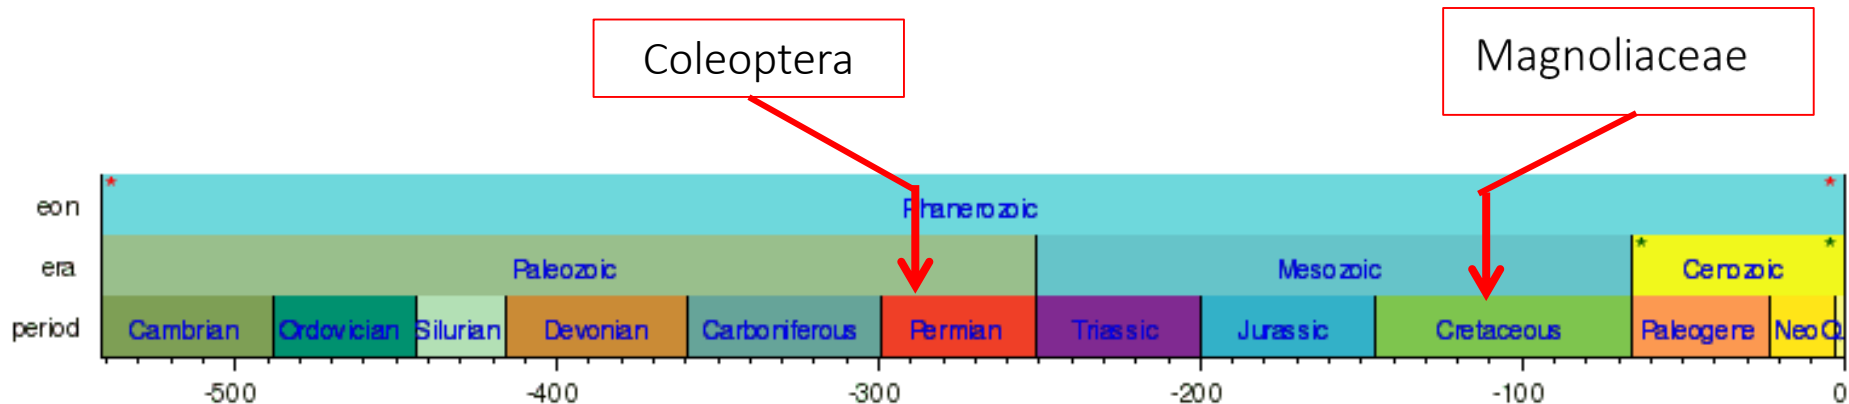 Coleoptera
Magnoliaceae
eon
Phanerozoic
era
Paleozoic Mesozoic Cenozoic
period
Cambrian Ordovician Silurian Devonian Carboniferous Permian Triassic Jurassic Cretaceous Paleogene Neo Q
-500 -400 -300 -200 -100 0